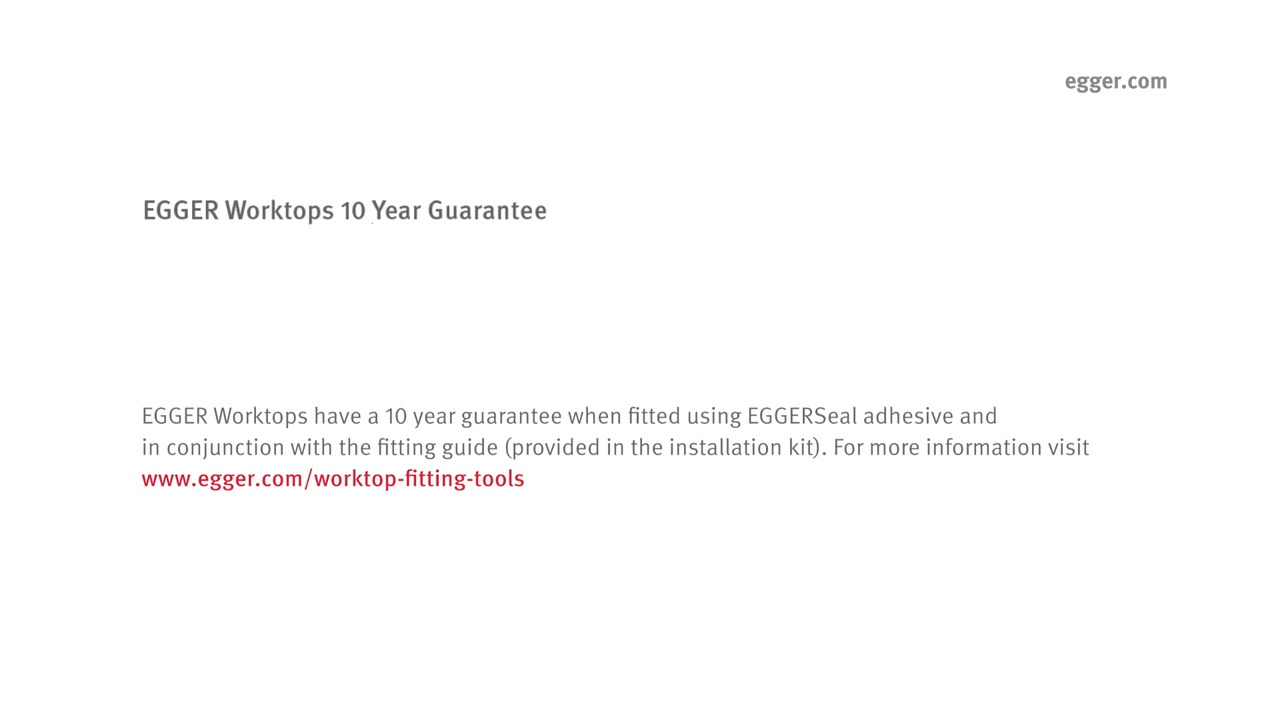 egger.com
EGGER Worktops 10 Year Guarantee
EGGER Worktops have a 10 year guarantee when fitted using EGGERSeal adhesive and
in conjunction with the fitting guide (provided in the installation kit). For more information visit
www.egger.com/worktop-fitting-tools